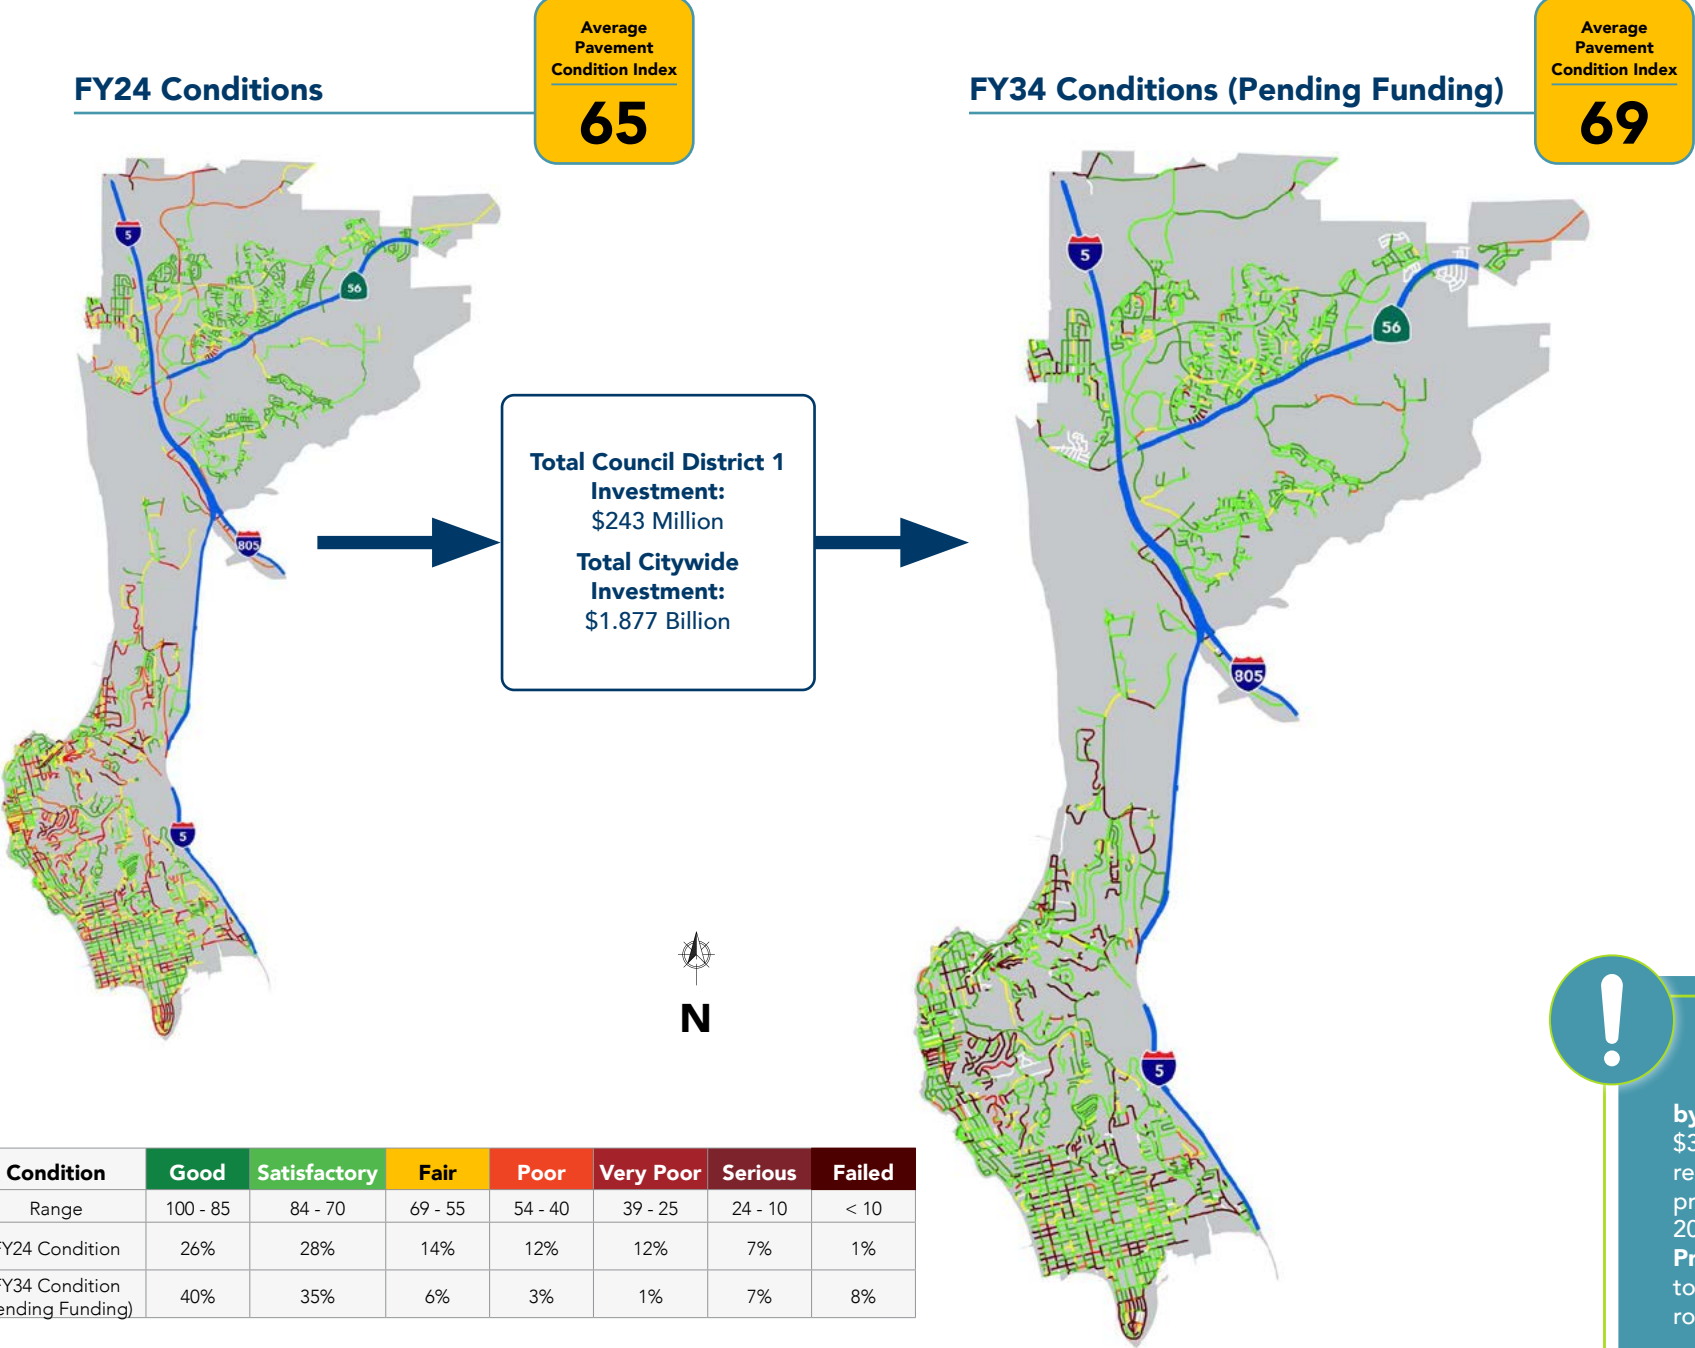 FY24 Conditions
Average
Pavement
Condition Index
65
FY34 Conditions (Pending Funding)
Average
Pavement
Condition Index
69
5
56
805
5
Total Council District 1
Investment:
$243 Million
Total Citywide
Investment:
$1.877 Billion
5
56
805
5
N
Condition Good Satisfactory Fair Poor Very Poor Serious Failed
Range 100 - 85 84 - 70 69 - 55 54 - 40 39 - 25 24 - 10 < 10
Y24 Condition 26% 28% 14% 12% 12% 7% 1%
Y34 Condition
ending Funding) 40% 35% 6% 3% 1% 7% 8%
!
by
$3
re
pr
20
Pr
to
ro